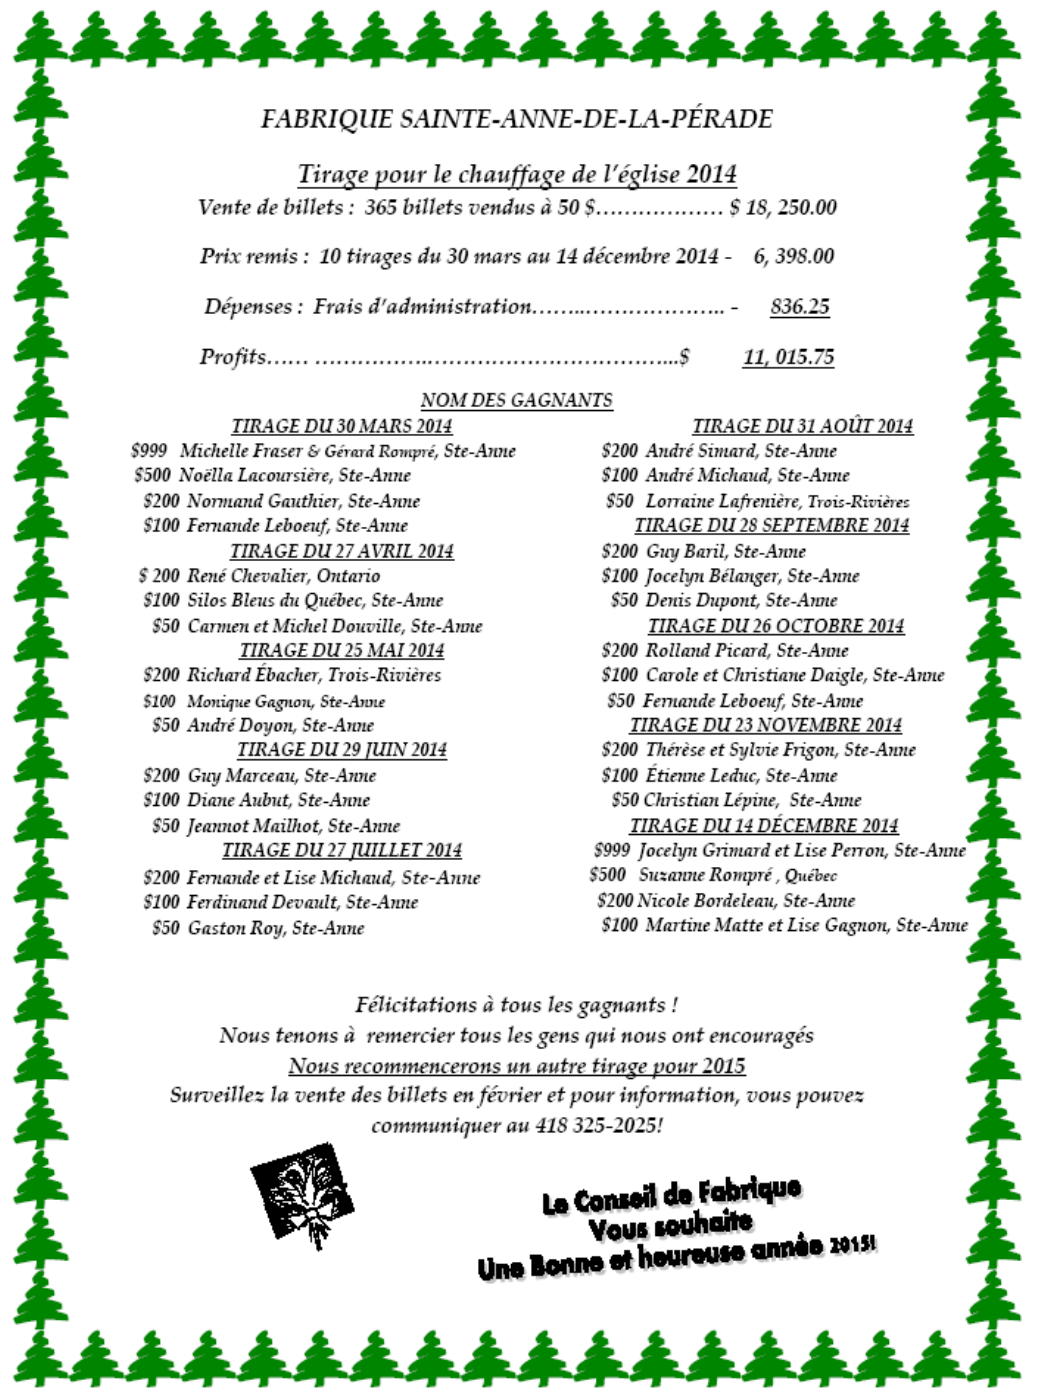 FABRIQUE SAINTE-ANNE-DE-LA-PÉRADE
Tirage pour le chauffage de l'église 2014
Vente de billets : 365 billets vendus à 50 $.................. $ 18, 250.00
Prix remis : 10 tirages du 30 mars au 14 décembre 2014 - 6, 398.00
Dépenses : Frais d'administration........................... - 836.25
Profits...... ..................................................$ 11, 015.75
NOM DES GAGNANTS
TIRAGE DU 30 MARS 2014
$999 Michelle Fraser & Gérard Rompré, Ste-Anne
$500 Noëlla Lacoursière, Ste-Anne
$200 Normand Gauthier, Ste-Anne
$100 Fernande Leboeuf, Ste-Anne
TIRAGE DU 27 AVRIL 2014
$ 200 René Chevalier, Ontario
$100 Silos Bleus du Québec, Ste-Anne
$50 Carmen et Michel Douville, Ste-Anne
TIRAGE DU 25 MAI 2014
$200 Richard Ébacher, Trois-Rivières
$100 Monique Gagnon, Ste-Anne
$50 André Doyon, Ste-Anne
TIRAGE DU 29 JUIN 2014
$200 Guy Marceau, Ste-Anne
$100 Diane Aubut, Ste-Anne
$50 Jeannot Mailhot, Ste-Anne
TIRAGE DU 27 JUILLET 2014
$200 Fernande et Lise Michaud, Ste-Anne
$100 Ferdinand Devault, Ste-Anne
$50 Gaston Roy, Ste-Anne
TIRAGE DU 31 AOÛT 2014
$200 André Simard, Ste-Anne
$100 André Michaud, Ste-Anne
$50 Lorraine Lafrenière, Trois-Rivières
TIRAGE DU 28 SEPTEMBRE 2014
$200 Guy Baril, Ste-Anne
$100 Jocelyn Bélanger, Ste-Anne
$50 Denis Dupont, Ste-Anne
TIRAGE DU 26 OCTOBRE 2014
$200 Rolland Picard, Ste-Anne
$100 Carole et Christiane Daigle, Ste-Anne
$50 Fernande Leboeuf, Ste-Anne
TIRAGE DU 23 NOVEMBRE 2014
$200 Thérèse et Sylvie Frigon, Ste-Anne
$100 Étienne Leduc, Ste-Anne
$50 Christian Lépine, Ste-Anne
TIRAGE DU 14 DÉCEMBRE 2014
$999 Jocelyn Grimard et Lise Perron, Ste-Anne
$500 Suzanne Rompré , Québec
$200 Nicole Bordeleau, Ste-Anne
$100 Martine Matte et Lise Gagnon, Ste-Anne
Félicitations à tous les gagnants !
Nous tenons à remercier tous les gens qui nous ont encouragés
Nous recommencerons un autre tirage pour 2015
Surveillez la vente des billets en février et pour information, vous pouvez
communiquer au 418 325-2025!
Le Conseil de Fabrique
Vous souhaite
Une Bonne et heureuse année 2015!